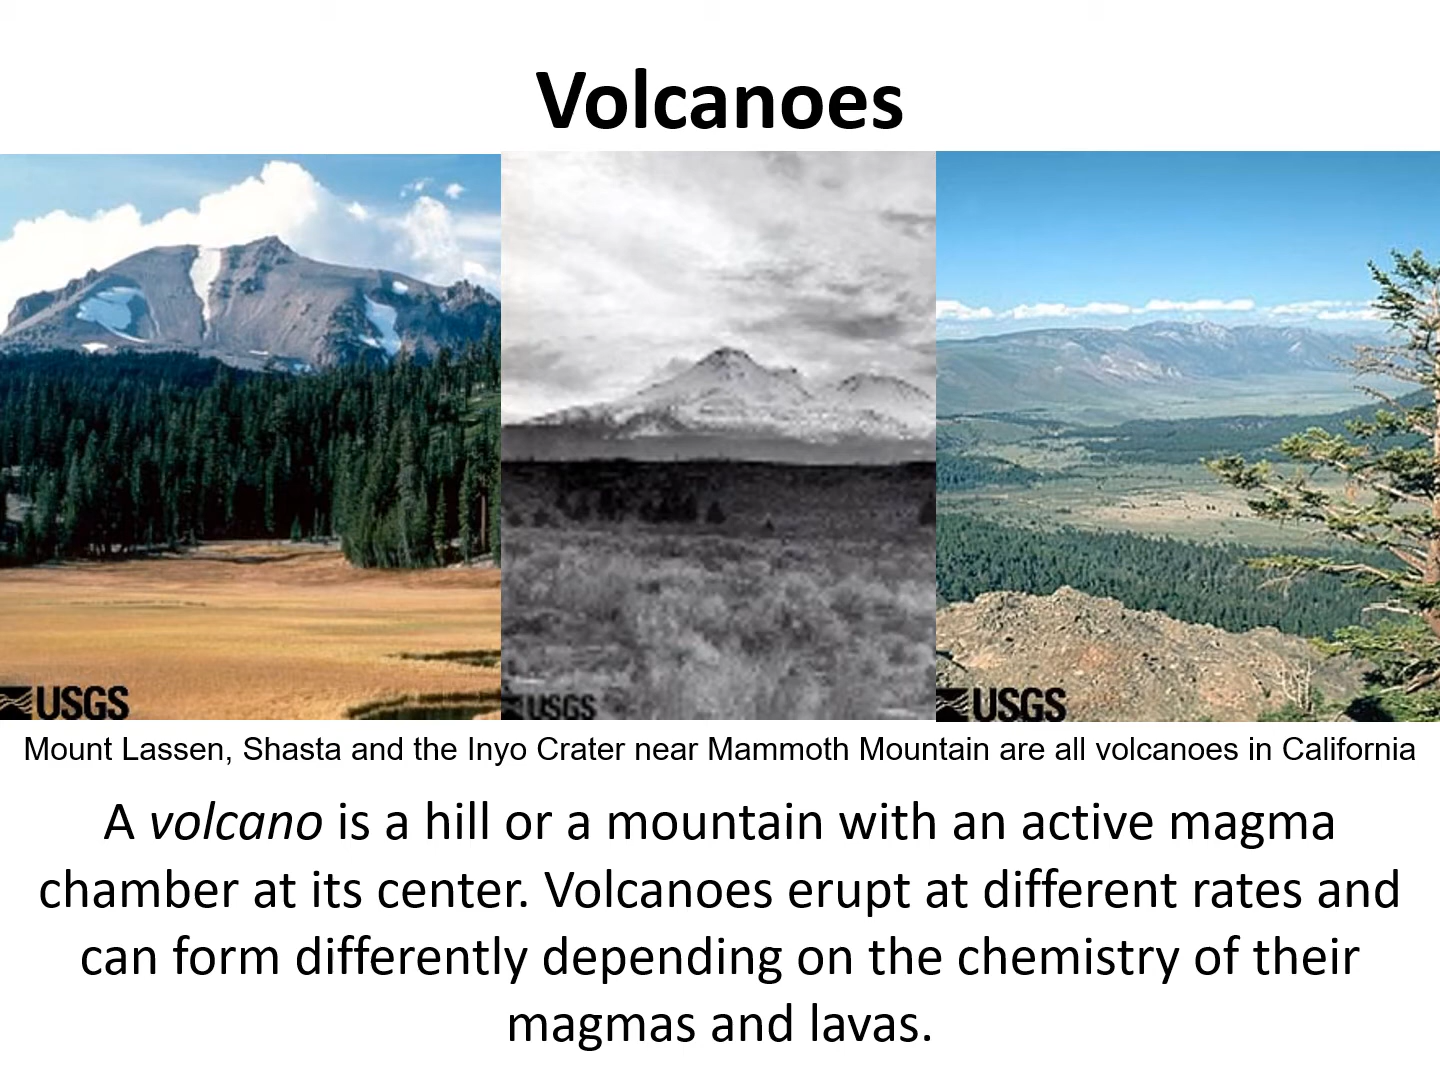 Volcanoes
USGS
USGS
USGS
Mount Lassen, Shasta and the Inyo Crater near Mammoth Mountain are all volcanoes in California
A volcano is a hill or a mountain with an active magma
chamber at its center. Volcanoes erupt at different rates and
can form differently depending on the chemistry of their
magmas and lavas.